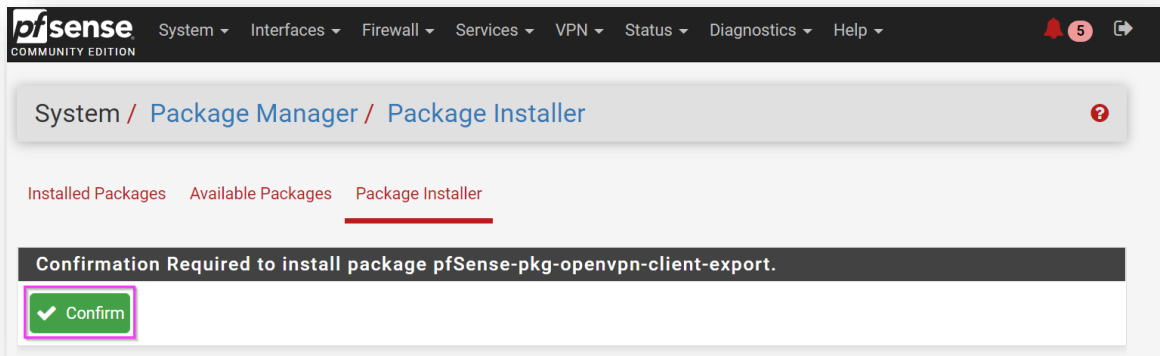 pfsense System Interfaces Firewall Services VPN Status Diagnostics Help 5
COMMUNITY EDITION
System / Package Manager / Package Installer
Installed Packages Available Packages Package Installer
Confirmation Required to install package pfSense-pkg-openvpn-client-export.
Confirm